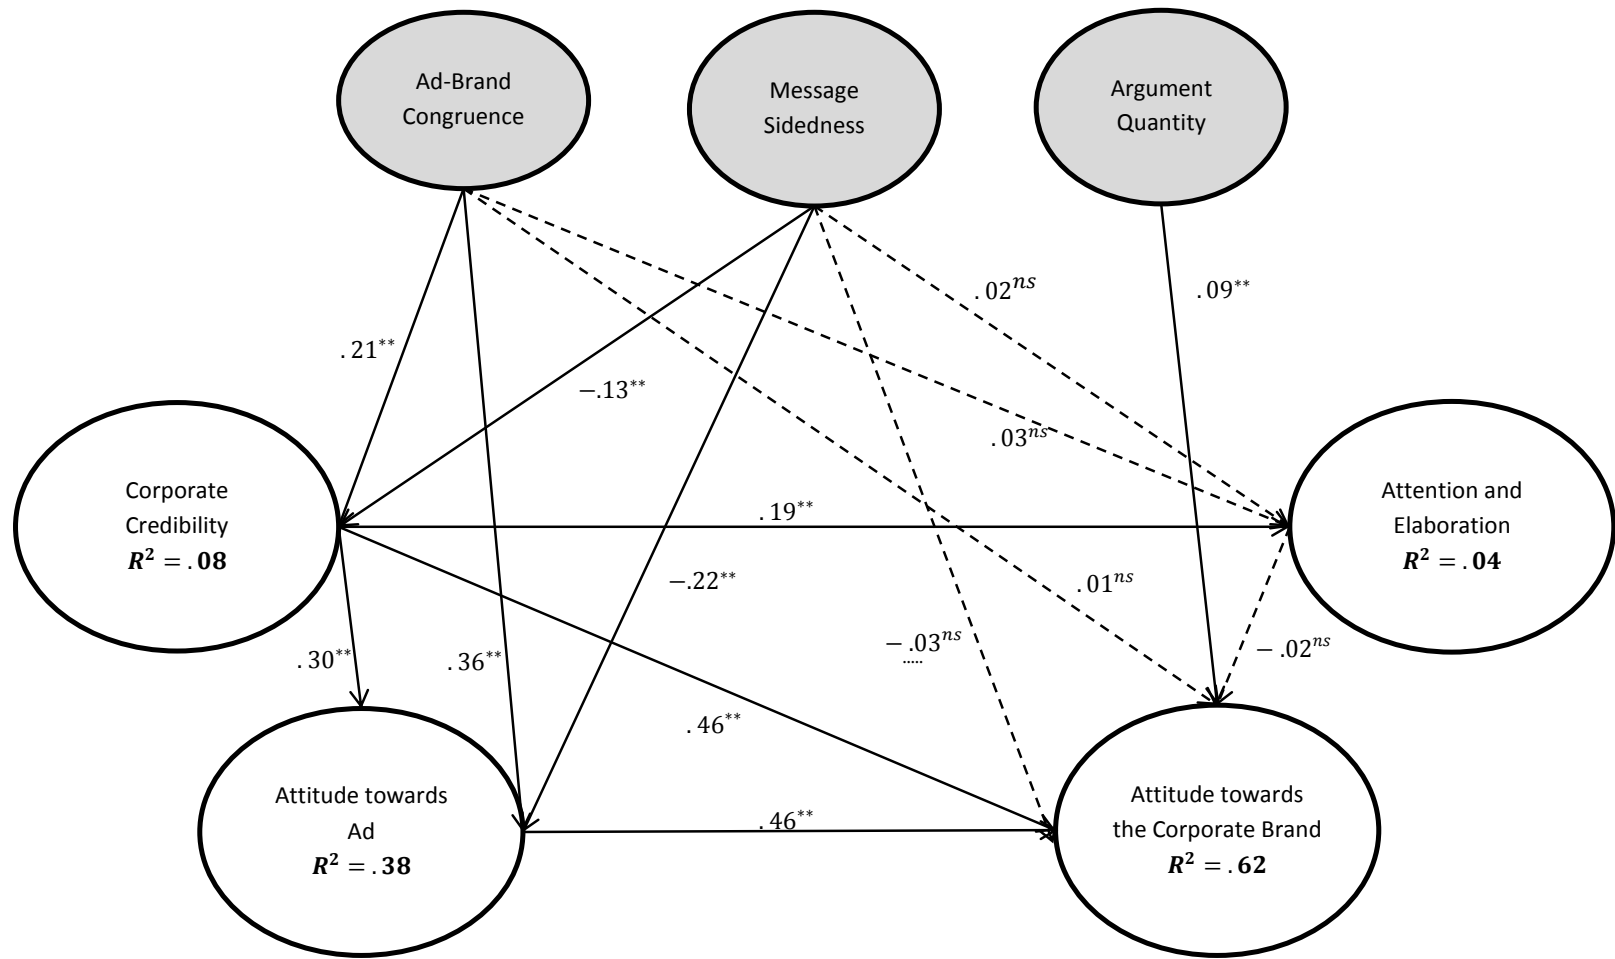 Ad-Brand
Congruence
Message
Sidedness
Argument
Quantity
.02^ns
.09**
.21**
−.13**
.03^ns
Corporate
Credibility
R² = .08
.19**
Attention and
Elaboration
R² = .04
−.22**
.01^ns
.30**
.36**
−.03^ns
−.02^ns
.46**
Attitude towards
Ad
R² = .38
.46**
Attitude towards
the Corporate Brand
R² = .62